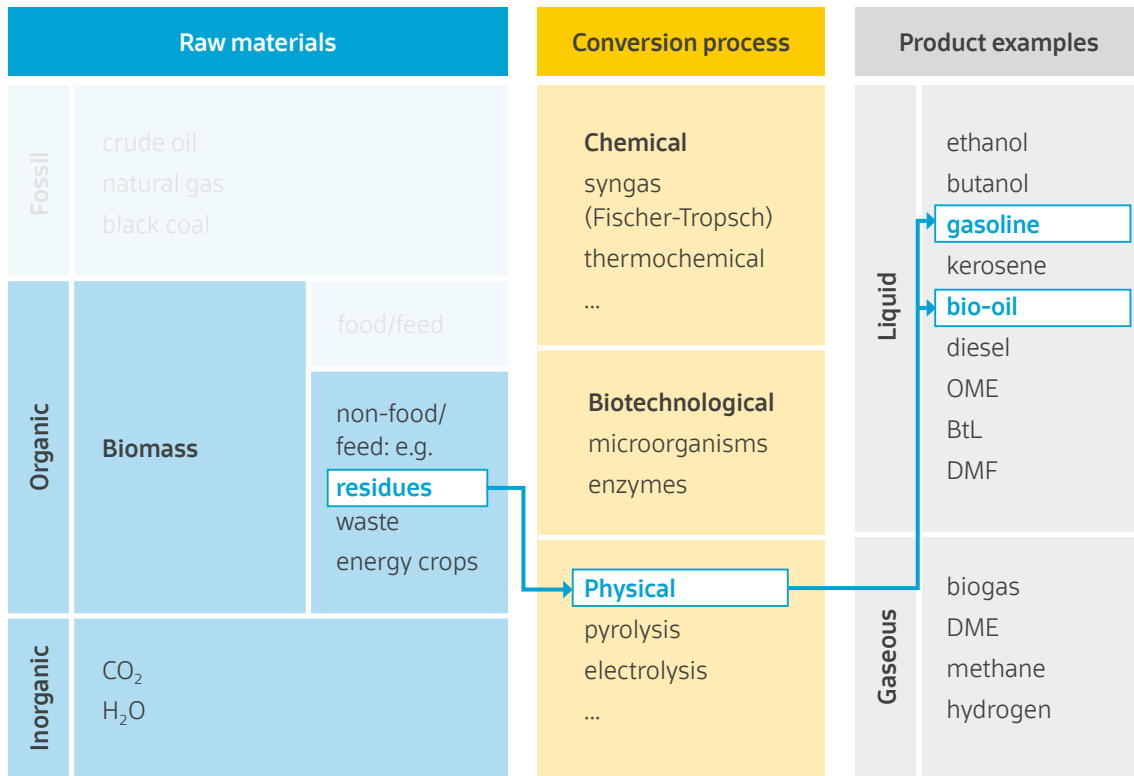 Raw materials
Fossil
crude oil
natural gas
black coal
Organic
Biomass
food/feed
non-food/
feed: e.g.
residues
waste
energy crops
Inorganic
CO₂
H₂O
Conversion process
Chemical
syngas
(Fischer-Tropsch)
thermochemical
...
Biotechnological
microorganisms
enzymes
Physical
pyrolysis
electrolysis
...
Product examples
Liquid
ethanol
butanol
gasoline
kerosene
bio-oil
diesel
OME
BtL
DMF
Gaseous
biogas
DME
methane
hydrogen